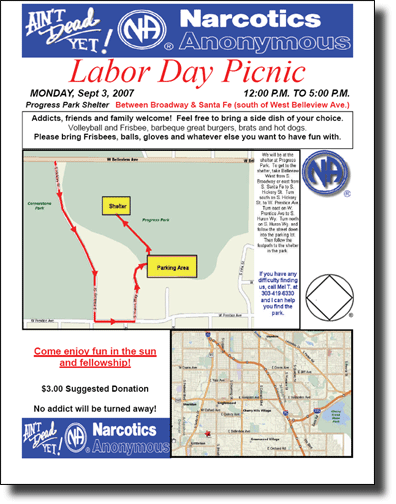 AIN'T Dead YET!
NA
®
Narcotics
Anonymous
Labor Day Picnic
MONDAY, Sept 3, 2007 12:00 P.M. TO 5:00 P.M.
Progress Park Shelter Between Broadway & Santa Fe (south of West Belleview Ave.)
Addicts, friends and family welcome! Feel free to bring a side dish of your choice.
Volleyball and Frisbee, barbeque great burgers, brats and hot dogs.
Please bring Frisbees, balls, gloves and whatever else you want to have fun with.
W Belleview Ave
Cornerstone
Park
Progress Park
Shelter
Parking Area
W Prentice Ave
We will be at the
shelter at Progress
Park. To get to the
shelter, take Belleview
West from S.
Broadway or east from
S. Santa Fe to S.
Hickory St. Turn
south on S. Hickory
St. to W. Prentice Ave
Turn east on W.
Prentice Ave to S.
Huron Wy. Turn north
on S. Huron Wy. and
follow the street down
into the parking lot.
Then follow the
footpath to the shelter
in the park.
NA
®
If you have any
difficulty finding
us, call Mel T. at
303-419-6330
and I can help
you find the
park.
Come enjoy fun in the sun
and fellowship!
$3.00 Suggested Donation
No addict will be turned away!
Englewood
Cherry Hills Village
Greenwood Village
AIN'T Dead YET!
NA
®
Narcotics
Anonymous